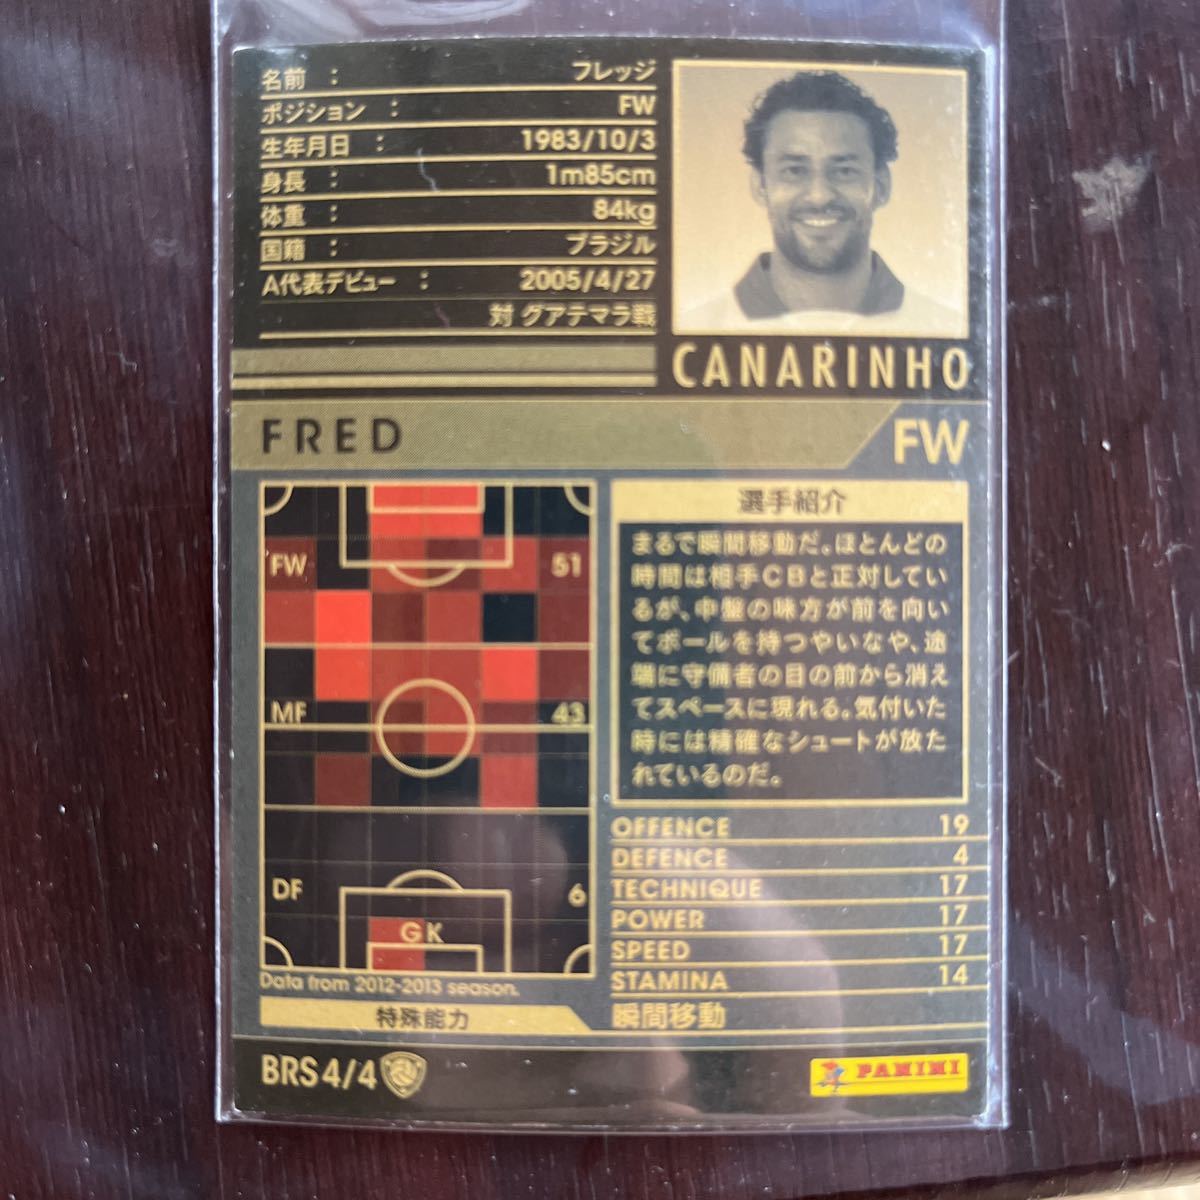 名前 : フレッジ
ポジション : FW
生年月日 : 1983/10/3
身長 : 1m85cm
体重 : 84kg
国籍 : ブラジル
A代表デビュー : 2005/4/27
対 グアテマラ戦
CANARINHO
FRED
FW
FW 51
MF 43
DF 6
GK
Data from 2012-2013 season.
選手紹介
まるで瞬間移動だ。ほとんどの
時間は相手CBと正対してい
るが、中盤の味方が前を向い
てボールを持つやいなや、途
端に守備者の目の前から消え
てスペースに現れる。気付いた
時には精確なシュートが放た
れているのだ。
OFFENCE 19
DEFENCE 4
TECHNIQUE 17
POWER 17
SPEED 17
STAMINA 14
特殊能力 瞬間移動
BRS 4/4
PANINI